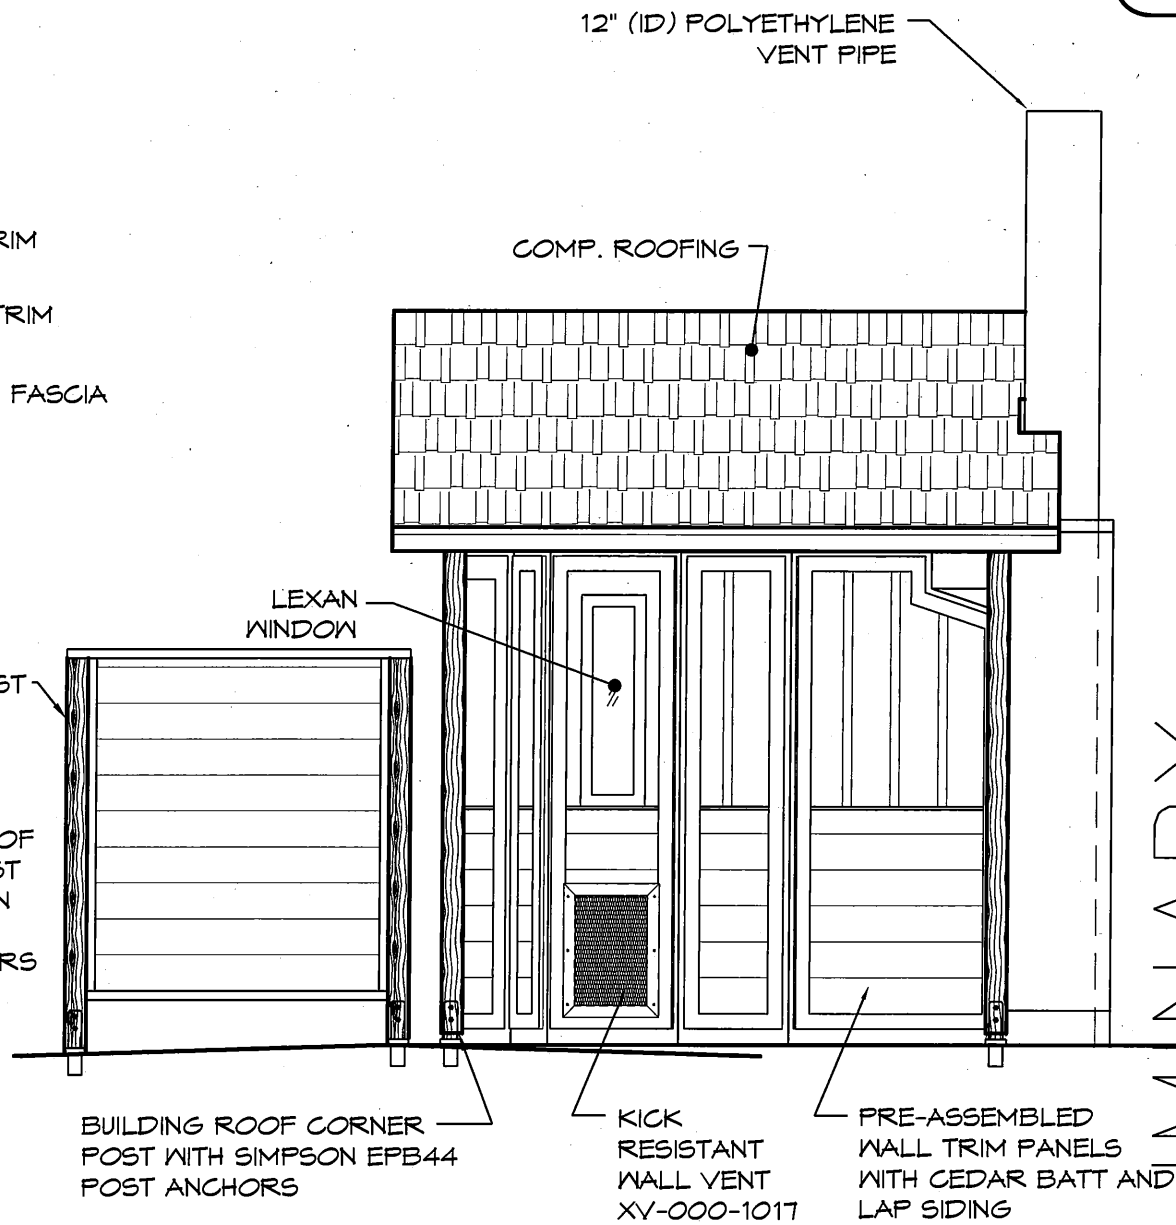 12" (ID) POLYETHYLENE
VENT PIPE
COMP. ROOFING
RIM
TRIM
FASCIA
LEXAN
WINDOW
ST
OF
ST
N
RS
BUILDING ROOF CORNER
POST WITH SIMPSON EPB44
POST ANCHORS
KICK
RESISTANT
WALL VENT
XV-000-1017
PRE-ASSEMBLED
WALL TRIM PANELS
WITH CEDAR BATT AND
LAP SIDING